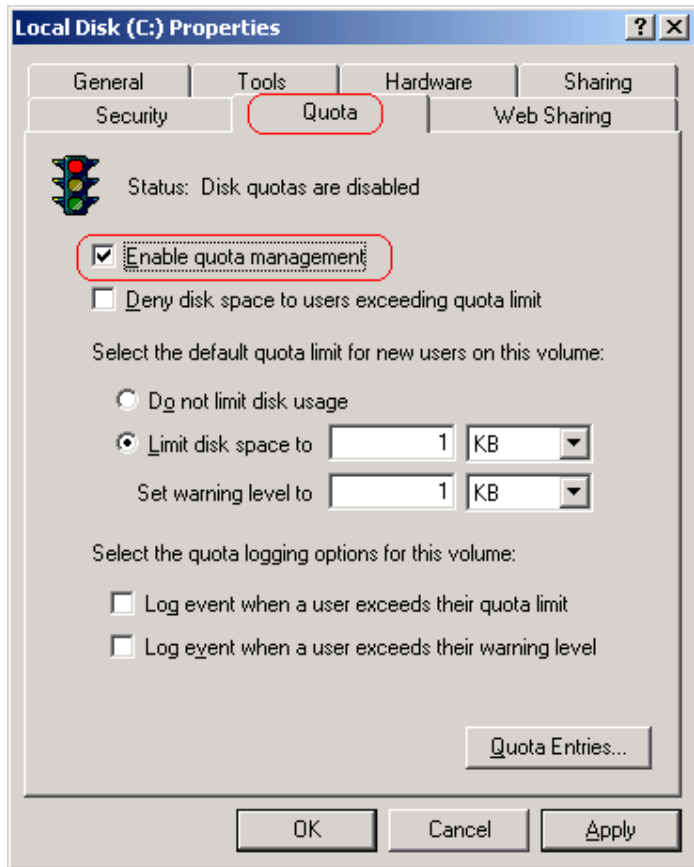 Local Disk (C:) Properties
General Tools Hardware Sharing
Security Quota Web Sharing
Status: Disk quotas are disabled
Enable quota management
Deny disk space to users exceeding quota limit
Select the default quota limit for new users on this volume:
Do not limit disk usage
Limit disk space to 1 KB
Set warning level to 1 KB
Select the quota logging options for this volume:
Log event when a user exceeds their quota limit
Log event when a user exceeds their warning level
Quota Entries...
OK Cancel Apply